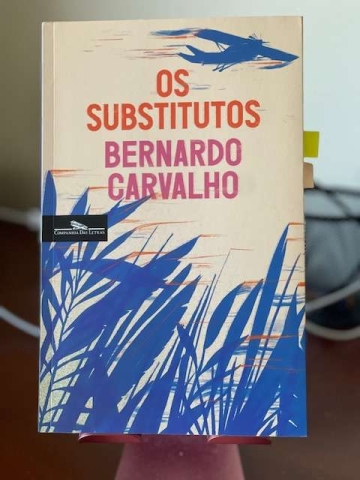 OS
SUBSTITUTOS
BERNARDO
CARVALHO
COMPANHIA DAS LETRAS